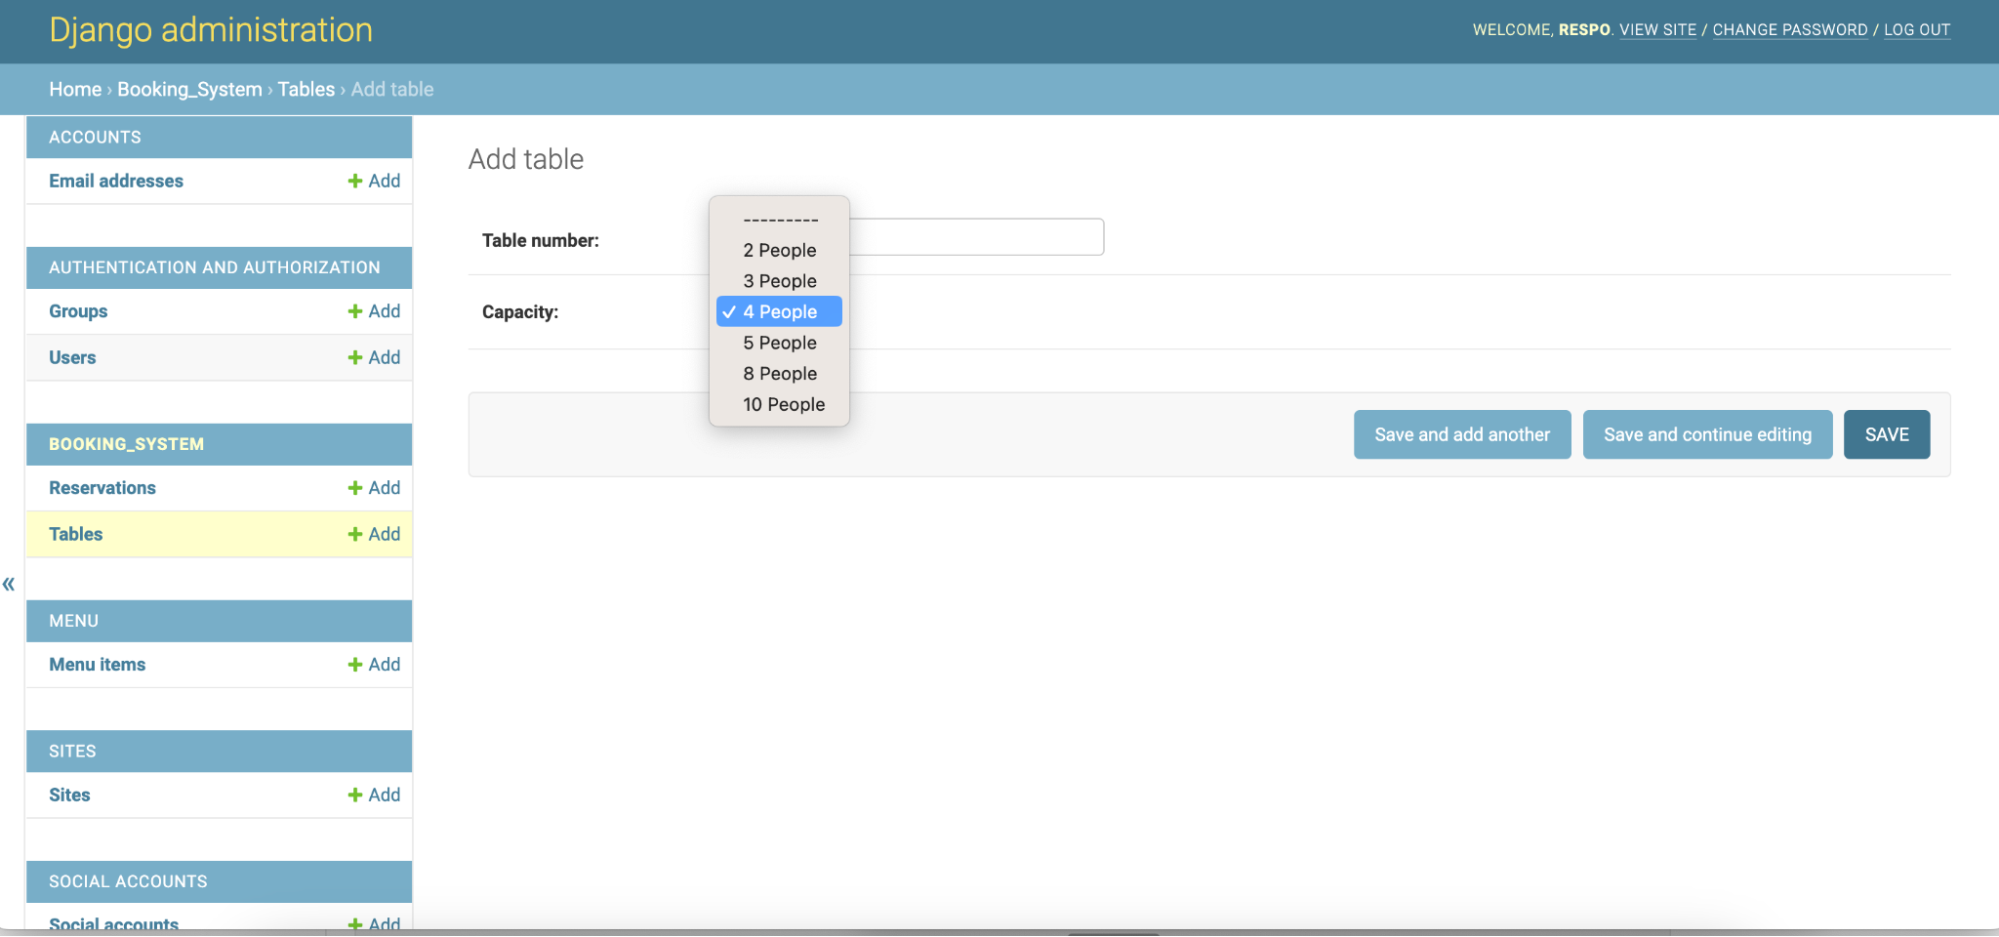 Django administration
WELCOME, RESPO. VIEW SITE / CHANGE PASSWORD / LOG OUT
Home › Booking_System › Tables › Add table
ACCOUNTS
Email addresses + Add
AUTHENTICATION AND AUTHORIZATION
Groups + Add
Users + Add
BOOKING_SYSTEM
Reservations + Add
Tables + Add
«
MENU
Menu items + Add
SITES
Sites + Add
SOCIAL ACCOUNTS
Social accounts + Add
Add table
Table number:
Capacity:
---------
2 People
3 People
✓ 4 People
5 People
8 People
10 People
Save and add another
Save and continue editing
SAVE